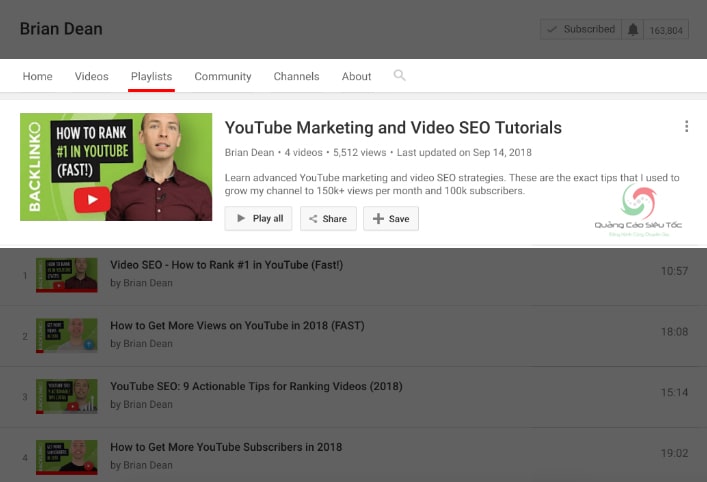 Brian Dean
Subscribed
163,804
Home Videos Playlists Community Channels About
BACKLINKO
HOW TO RANK
#1 IN YOUTUBE
(FAST!)
YouTube Marketing and Video SEO Tutorials
Brian Dean • 4 videos • 5,512 views • Last updated on Sep 14, 2018
Learn advanced YouTube marketing and video SEO strategies. These are the exact tips that I used to
grow my channel to 150k+ views per month and 100k subscribers.
Play all Share Save
Quảng Cáo Siêu Tốc
1
Video SEO - How to Rank #1 in YouTube (Fast!)
by Brian Dean
10:57
2
How to Get More Views on YouTube in 2018 (FAST)
by Brian Dean
18:08
3
YouTube SEO: 9 Actionable Tips for Ranking Videos (2018)
by Brian Dean
15:14
4
How to Get More YouTube Subscribers in 2018
by Brian Dean
19:02